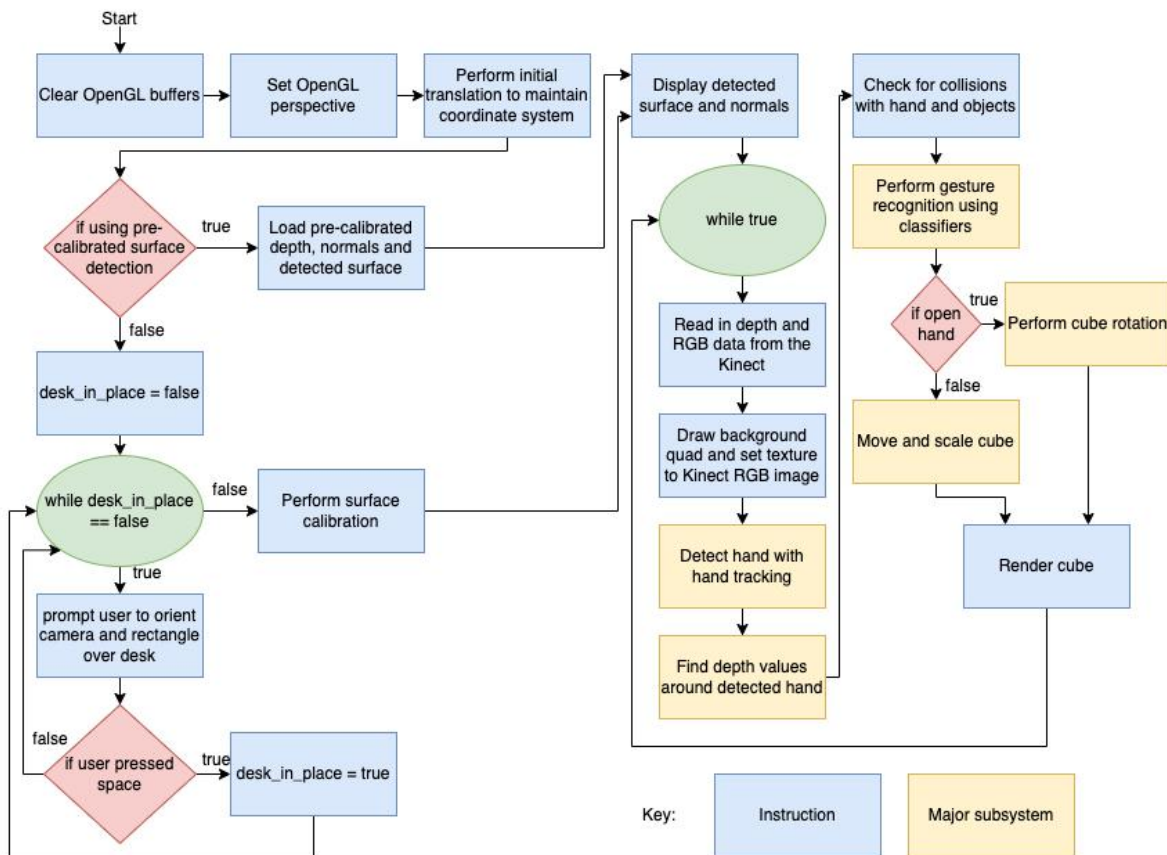 Start
Clear OpenGL buffers
Set OpenGL
perspective
Perform initial
translation to maintain
coordinate system
if using pre-
calibrated surface
detection
true
Load pre-calibrated
depth, normals and
detected surface
false
desk_in_place = false
while desk_in_place
== false
false
Perform surface
calibration
true
prompt user to orient
camera and rectangle
over desk
false
if user pressed
space
true
desk_in_place = true
Display detected
surface and normals
while true
Read in depth and
RGB data from the
Kinect
Draw background
quad and set texture
to Kinect RGB image
Detect hand with
hand tracking
Find depth values
around detected hand
Check for collisions
with hand and objects
Perform gesture
recognition using
classifiers
if open
hand
true
Perform cube rotation
false
Move and scale cube
Render cube
Key:
Instruction
Major subsystem